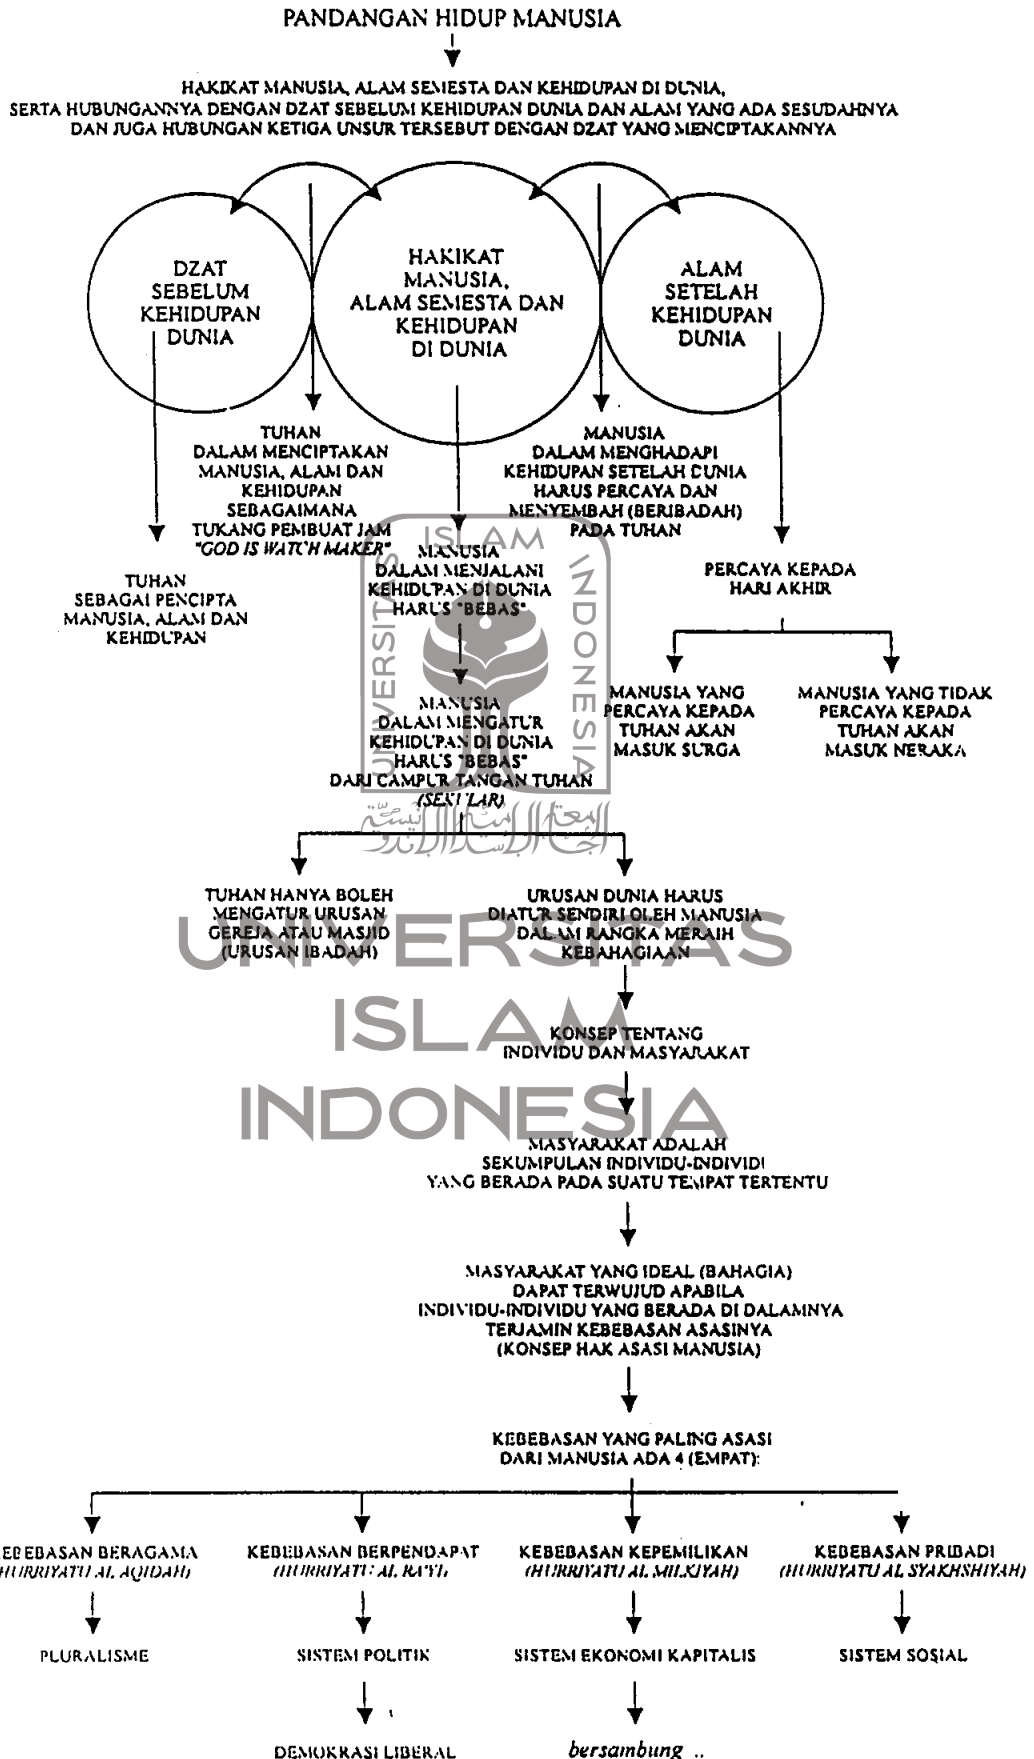 PANDANGAN HIDUP MANUSIA
HAKIKAT MANUSIA, ALAM SEMESTA DAN KEHIDUPAN DI DUNIA,
SERTA HUBUNGANNYA DENGAN DZAT SEBELUM KEHIDUPAN DUNIA DAN ALAM YANG ADA SESUDAHNYA
DAN JUGA HUBUNGAN KETIGA UNSUR TERSEBUT DENGAN DZAT YANG MENCIPTAKANNYA
DZAT
SEBELUM
KEHIDUPAN
DUNIA
HAKIKAT
MANUSIA,
ALAM SEMESTA DAN
KEHIDUPAN
DI DUNIA
ALAM
SETELAH
KEHIDUPAN
DUNIA
TUHAN
DALAM MENCIPTAKAN
MANUSIA, ALAM DAN
KEHIDUPAN
SEBAGAIMANA
TUKANG PEMBUAT JAM
"GOD IS WATCH MAKER"
MANUSIA
DALAM MENGHADAPI
KEHIDUPAN SETELAH DUNIA
HARUS PERCAYA DAN
MENYEMBAH (BERIBADAH)
PADA TUHAN
TUHAN
SEBAGAI PENCIPTA
MANUSIA, ALAM DAN
KEHIDUPAN
MANUSIA
DALAM MENJALANI
KEHIDUPAN DI DUNIA
HARUS "BEBAS"
PERCAYA KEPADA
HARI AKHIR
MANUSIA YANG
PERCAYA KEPADA
TUHAN AKAN
MASUK SURGA
MANUSIA YANG TIDAK
PERCAYA KEPADA
TUHAN AKAN
MASUK NERAKA
MANUSIA
DALAM MENGATUR
KEHIDUPAN DI DUNIA
HARUS "BEBAS"
DARI CAMPUR TANGAN TUHAN
(SEKULAR)
ISLAM
UNIVERSITAS
INDONESIA
TUHAN HANYA BOLEH
MENGATUR URUSAN
GEREJA ATAU MASJID
(URUSAN IBADAH)
URUSAN DUNIA HARUS
DIATUR SENDIRI OLEH MANUSIA
DALAM RANGKA MERAIH
KEBAHAGIAAN
UNIVERSITAS
ISLAM
INDONESIA
KONSEP TENTANG
INDIVIDU DAN MASYARAKAT
MASYARAKAT ADALAH
SEKUMPULAN INDIVIDU-INDIVIDI
YANG BERADA PADA SUATU TEMPAT TERTENTU
MASYARAKAT YANG IDEAL (BAHAGIA)
DAPAT TERWUJUD APABILA
INDIVIDU-INDIVIDU YANG BERADA DI DALAMNYA
TERJAMIN KEBEBASAN ASASINYA
(KONSEP HAK ASASI MANUSIA)
KEBEBASAN YANG PALING ASASI
DARI MANUSIA ADA 4 (EMPAT):
EBEBASAN BERAGAMA
HURRIYATU AL AQIDAH)
KEBEBASAN BERPENDAPAT
(HURRIYATU AL RA'YI)
KEBEBASAN KEPEMILIKAN
(HURRIYATU AL MILKIYAH)
KEBEBASAN PRIBADI
(HURRIYATU AL SYAKHSHIYAH)
PLURALISME
SISTEM POLITIK
SISTEM EKONOMI KAPITALIS
SISTEM SOSIAL
DEMOKRASI LIBERAL
bersambung ..